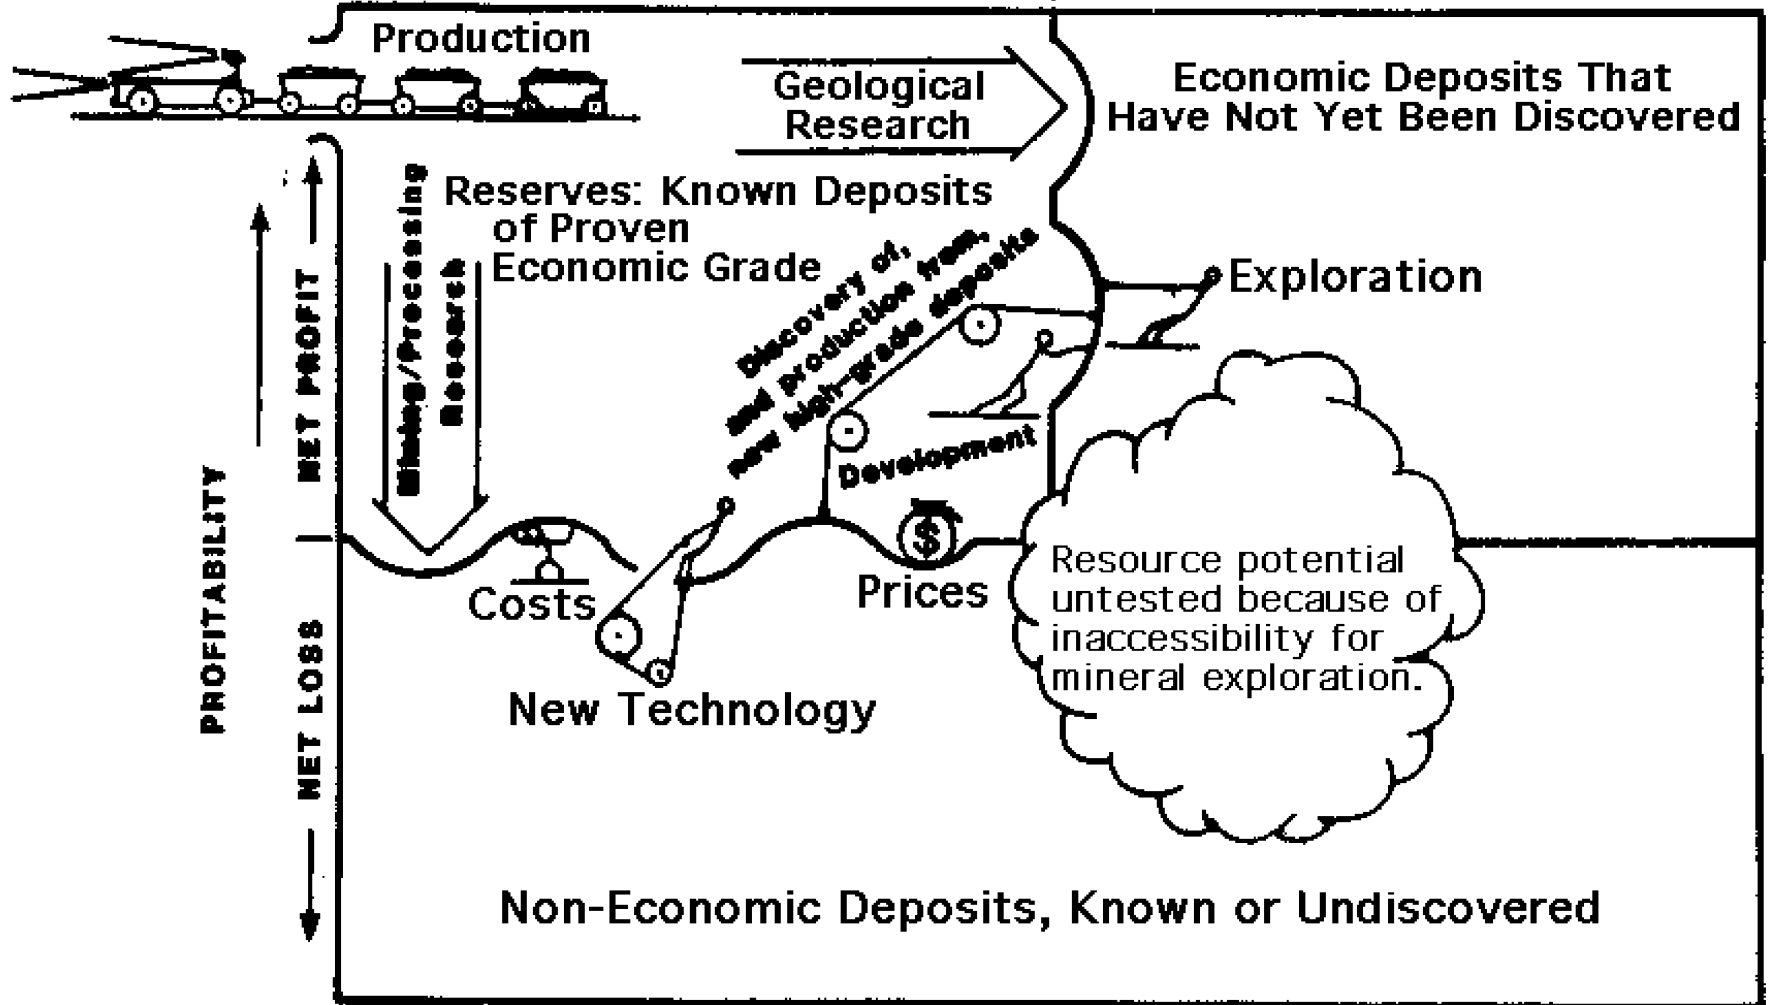 Production
Geological
Research
Economic Deposits That
Have Not Yet Been Discovered
Reserves: Known Deposits
of Proven
Economic Grade
Mining/Processing
Research
Discovery of,
and production from,
new high-grade deposits
Exploration
Development
NET PROFIT
PROFITABILITY
NET LOSS
$
Costs
Prices
New Technology
Resource potential
untested because of
inaccessibility for
mineral exploration.
Non-Economic Deposits, Known or Undiscovered